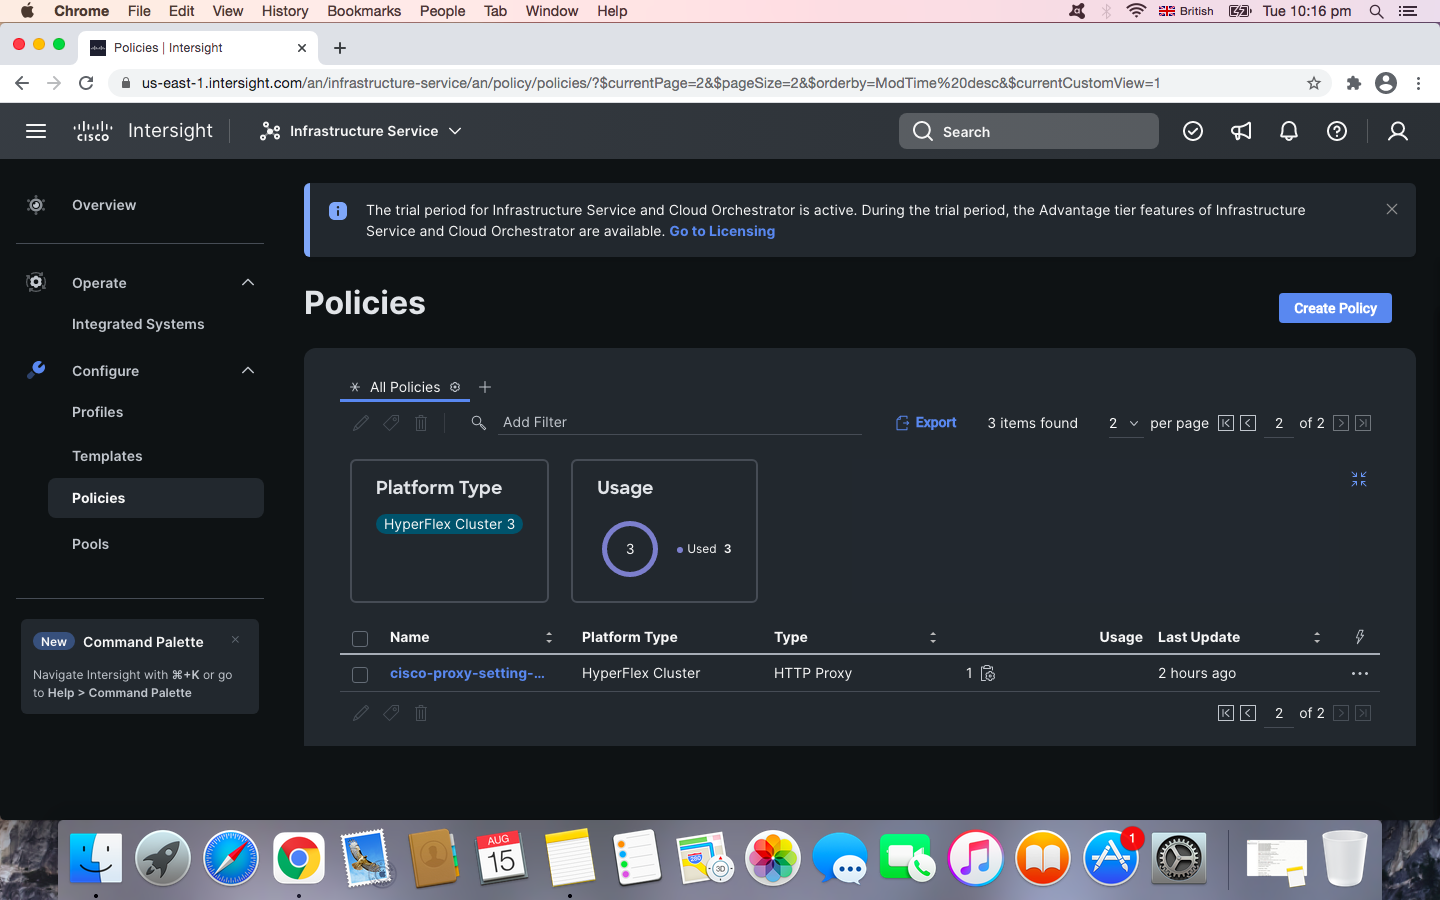 Chrome File Edit View History Bookmarks People Tab Window Help British Tue 10:16 pm
Policies | Intersight
us-east-1.intersight.com/an/infrastructure-service/an/policy/policies/?$currentPage=2&$pageSize=2&$orderby=ModTime%20desc&$currentCustomView=1
cisco Intersight Infrastructure Service Search
Overview
Operate
Integrated Systems
Configure
Profiles
Templates
Policies
Pools
New Command Palette
Navigate Intersight with ⌘+K or go
to Help > Command Palette
The trial period for Infrastructure Service and Cloud Orchestrator is active. During the trial period, the Advantage tier features of Infrastructure
Service and Cloud Orchestrator are available. Go to Licensing
Policies
Create Policy
All Policies
Add Filter Export 3 items found 2 per page 2 of 2
Platform Type
HyperFlex Cluster 3
Usage
3 Used 3
Name Platform Type Type Usage Last Update
cisco-proxy-setting-... HyperFlex Cluster HTTP Proxy 1 2 hours ago
2 of 2
AUG
15
280
3D
1